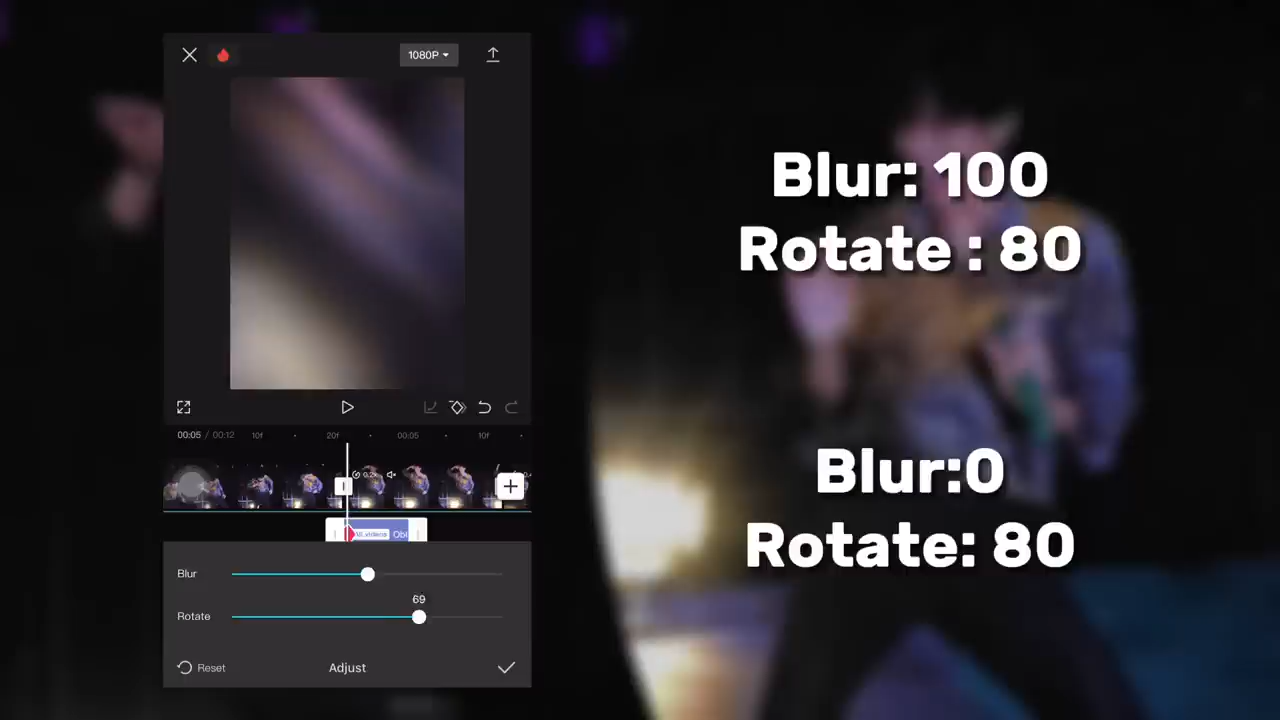 1080P
Blur: 100
Rotate : 80
00:05 / 00:12
10f
20f
00:05
10f
Blur
69
Rotate
Reset
Adjust
Blur:0
Rotate: 80